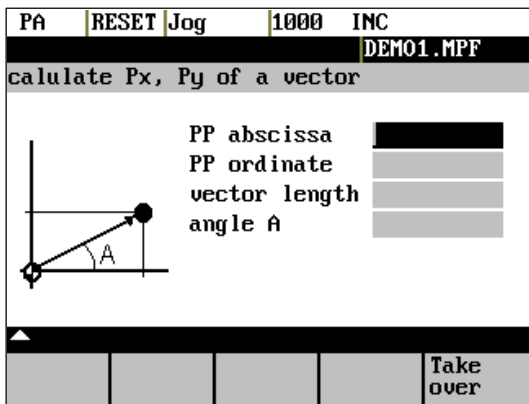 PA RESET Jog 1000 INC
DEMO1.MPF
calulate Px, Py of a vector
PP abscissa
PP ordinate
vector length
angle A
A
Take
over